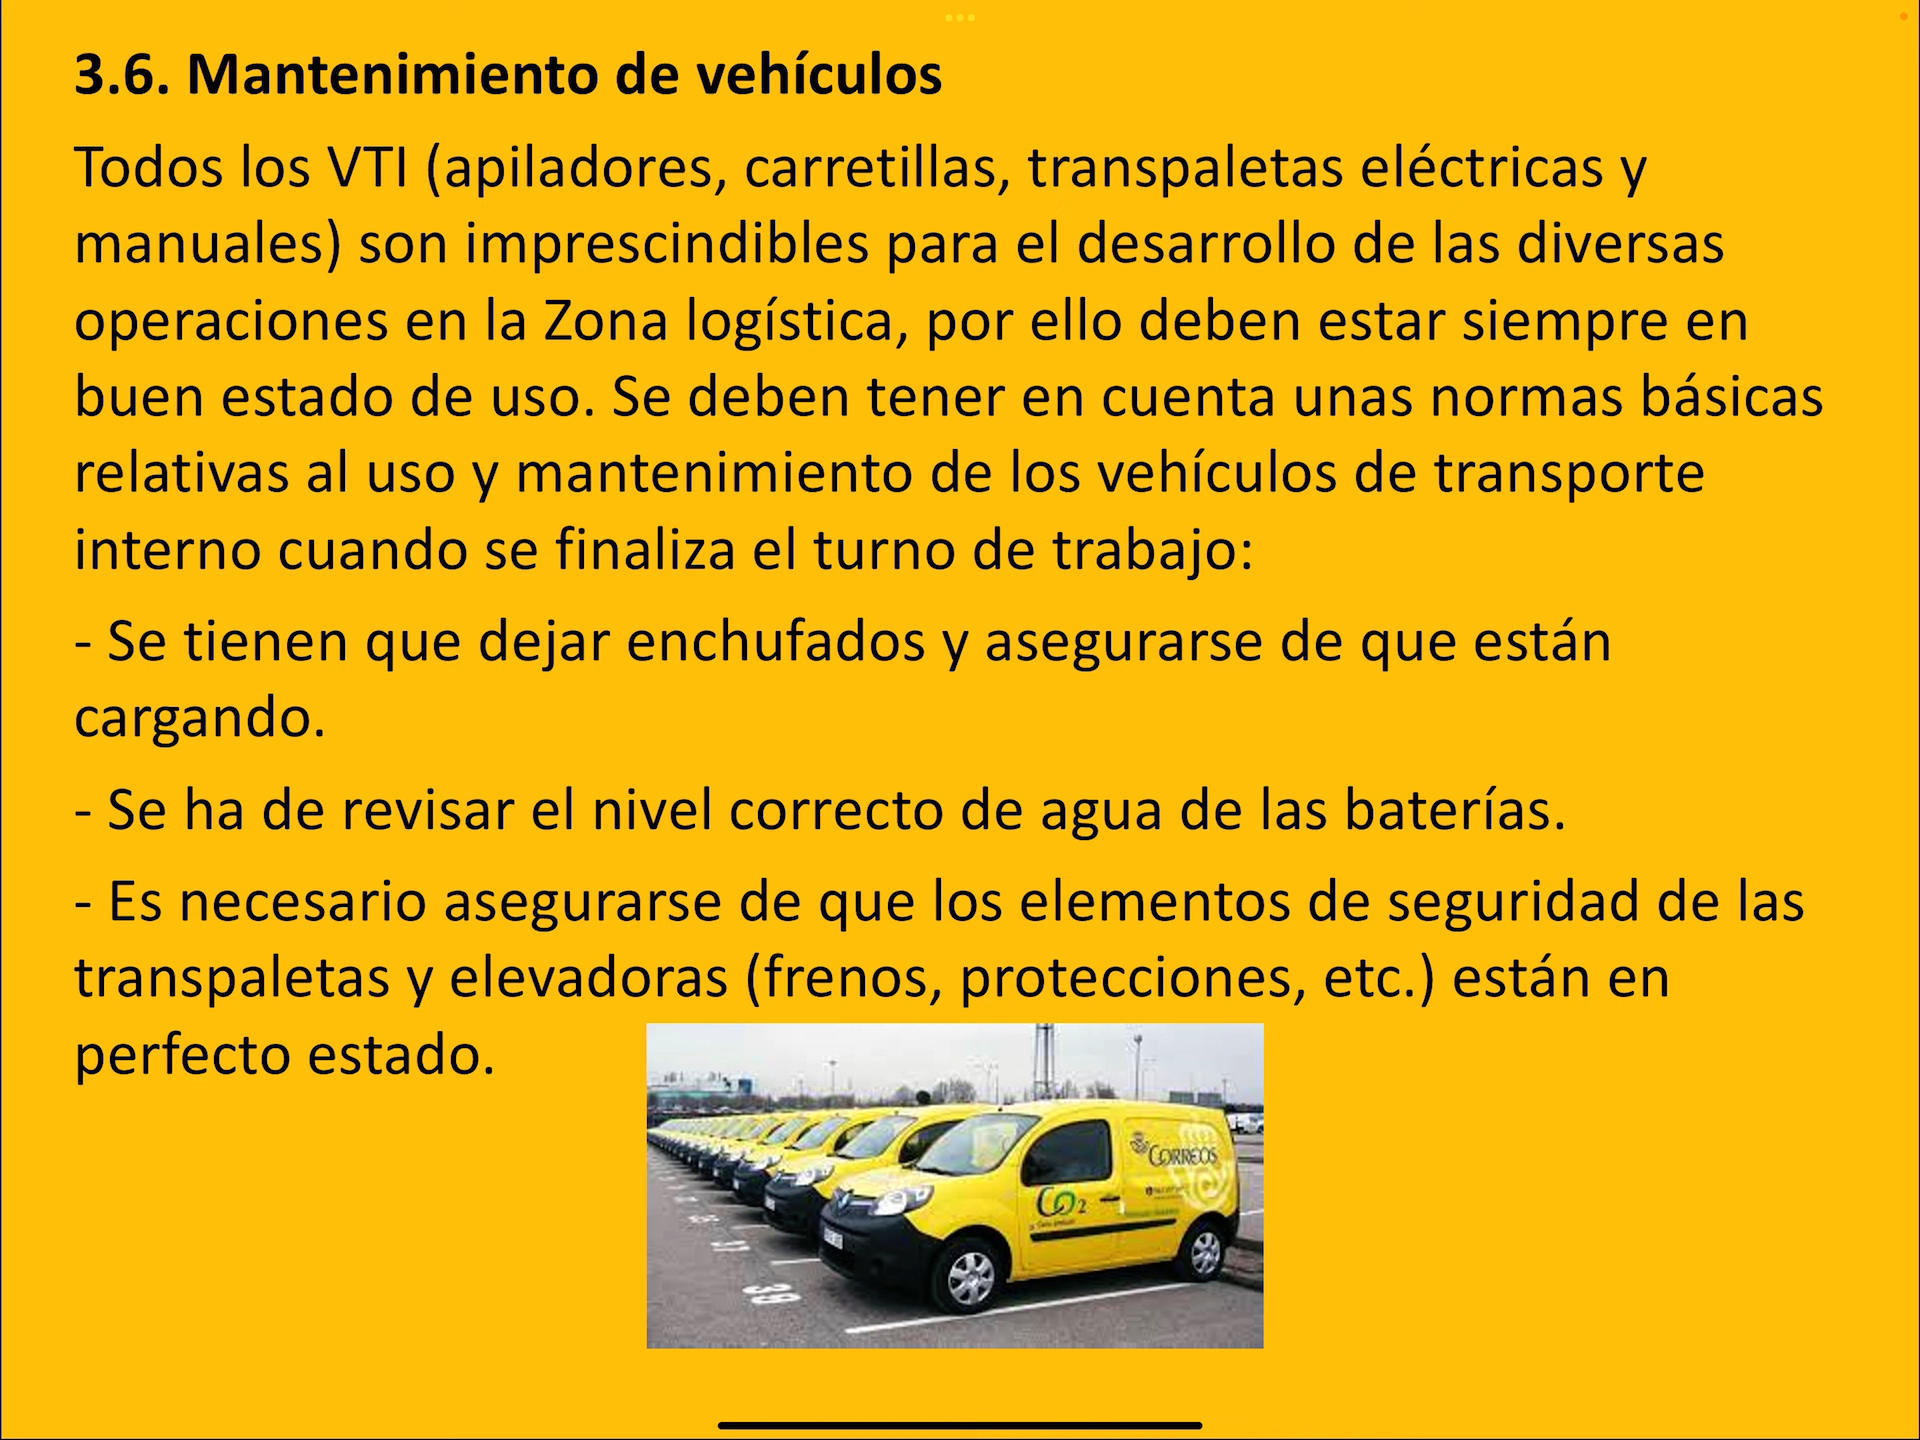 3.6. Mantenimiento de vehículos
Todos los VTI (apiladores, carretillas, transpaletas eléctricas y
manuales) son imprescindibles para el desarrollo de las diversas
operaciones en la Zona logística, por ello deben estar siempre en
buen estado de uso. Se deben tener en cuenta unas normas básicas
relativas al uso y mantenimiento de los vehículos de transporte
interno cuando se finaliza el turno de trabajo:
- Se tienen que dejar enchufados y asegurarse de que están
cargando.
- Se ha de revisar el nivel correcto de agua de las baterías.
- Es necesario asegurarse de que los elementos de seguridad de las
transpaletas y elevadoras (frenos, protecciones, etc.) están en
perfecto estado.
CORREOS
CO2
37
38